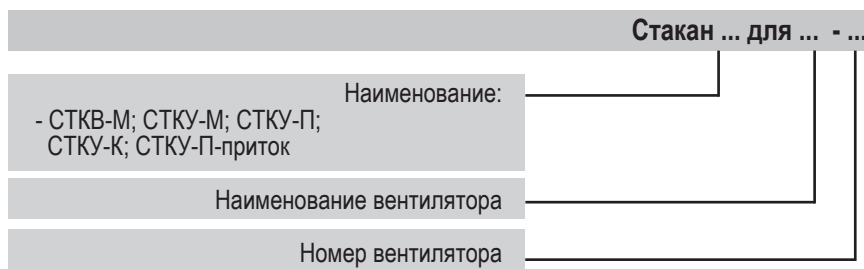 Стакан ... для ... - ...
Наименование:
- СТКВ-М; СТКУ-М; СТКУ-П;
СТКУ-К; СТКУ-П-приток
Наименование вентилятора
Номер вентилятора